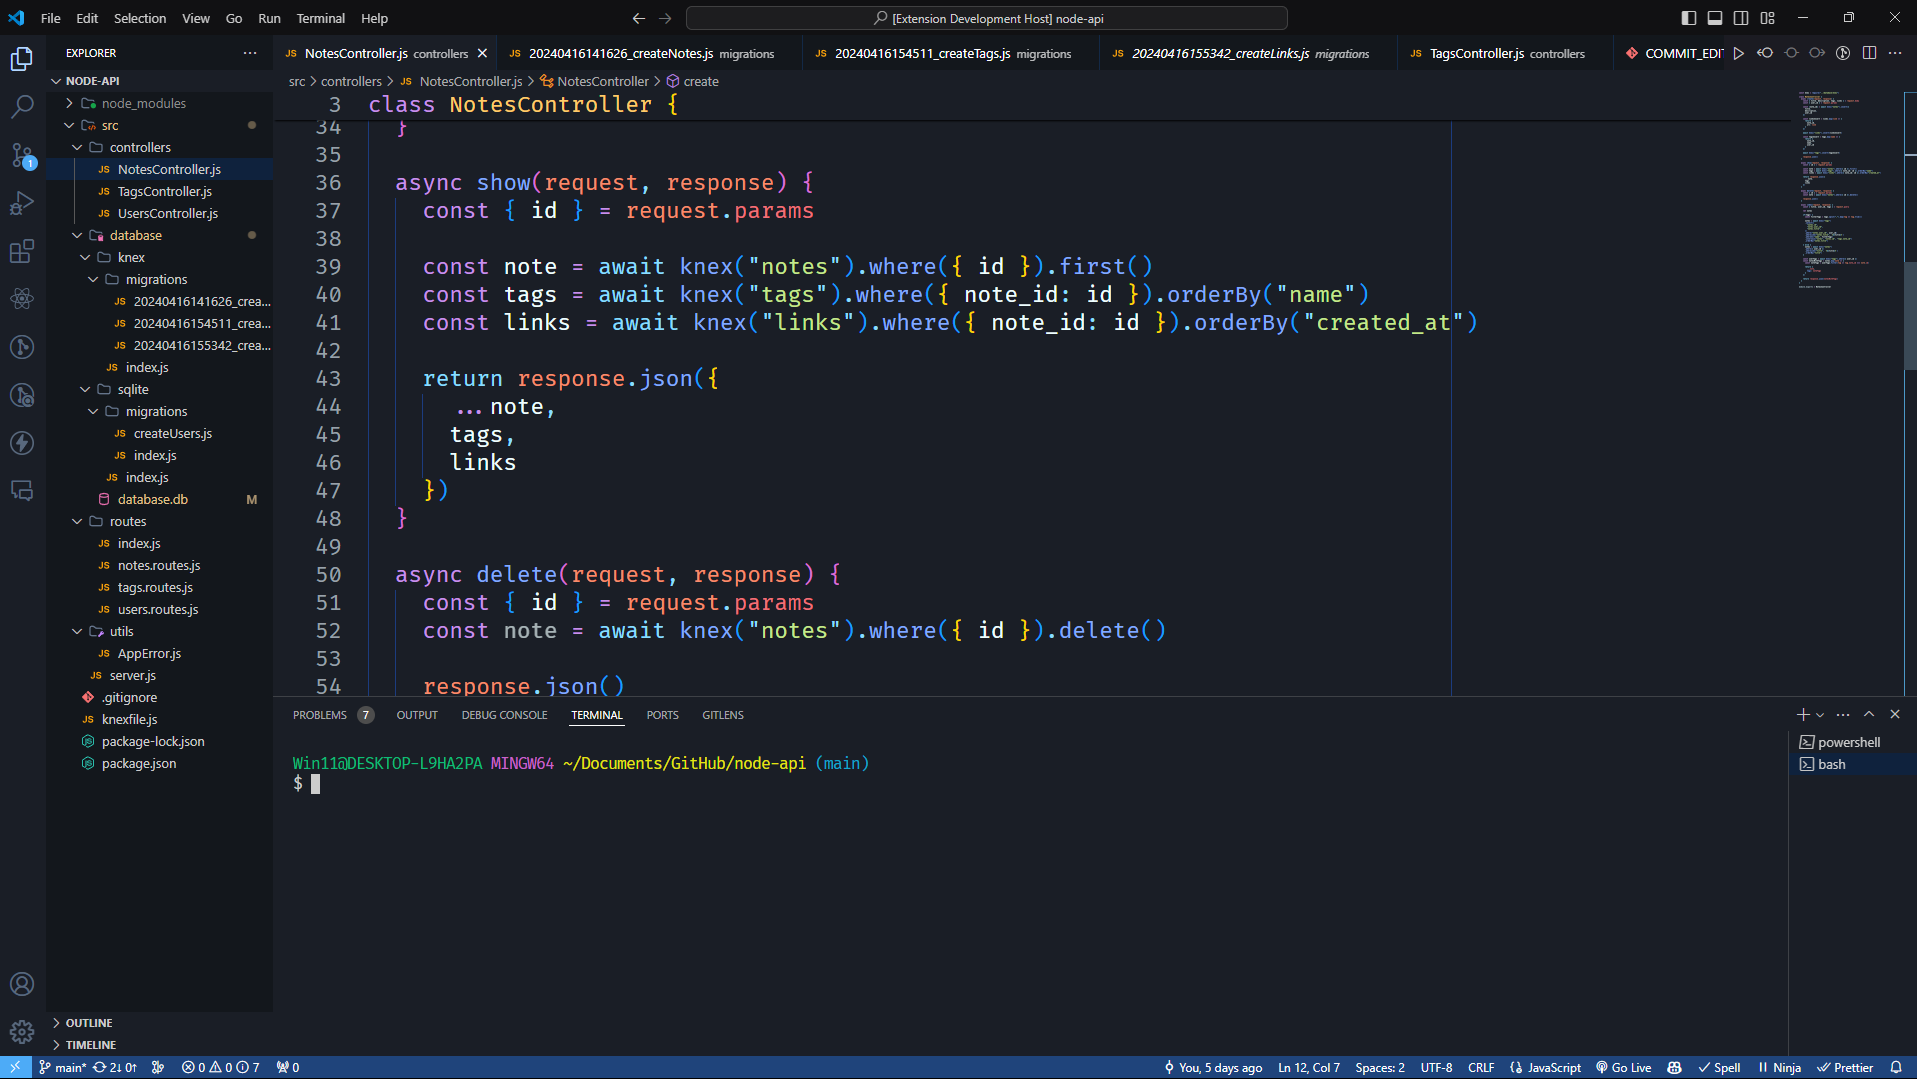 File Edit Selection View Go Run Terminal Help
[Extension Development Host] node-api
EXPLORER
NotesController.js controllers
20240416141626_createNotes.js migrations
20240416154511_createTags.js migrations
20240416155342_createLinks.js migrations
TagsController.js controllers
COMMIT_EDIT
NODE-API
node_modules
src
controllers
NotesController.js
TagsController.js
UsersController.js
database
knex
migrations
20240416141626_crea...
20240416154511_crea...
20240416155342_crea...
index.js
sqlite
migrations
createUsers.js
index.js
index.js
database.db M
routes
index.js
notes.routes.js
tags.routes.js
users.routes.js
utils
AppError.js
server.js
.gitignore
knexfile.js
package-lock.json
package.json
OUTLINE
TIMELINE
1
src > controllers > JS NotesController.js > NotesController > create
3 class NotesController {
34 }
35
36 async show(request, response) {
37 const { id } = request.params
38
39 const note = await knex("notes").where({ id }).first()
40 const tags = await knex("tags").where({ note_id: id }).orderBy("name")
41 const links = await knex("links").where({ note_id: id }).orderBy("created_at")
42
43 return response.json({
44 ...note,
45 tags,
46 links
47 })
48 }
49
50 async delete(request, response) {
51 const { id } = request.params
52 const note = await knex("notes").where({ id }).delete()
53
54 response.json()
PROBLEMS 7 OUTPUT DEBUG CONSOLE TERMINAL PORTS GITLENS
Win11@DESKTOP-L9HA2PA MINGW64 ~/Documents/GitHub/node-api (main)
$
powershell
bash
main* 2↓ 0↑ 0 0 7 0
You, 5 days ago Ln 12, Col 7 Spaces: 2 UTF-8 CRLF {} JavaScript Go Live Spell Ninja Prettier